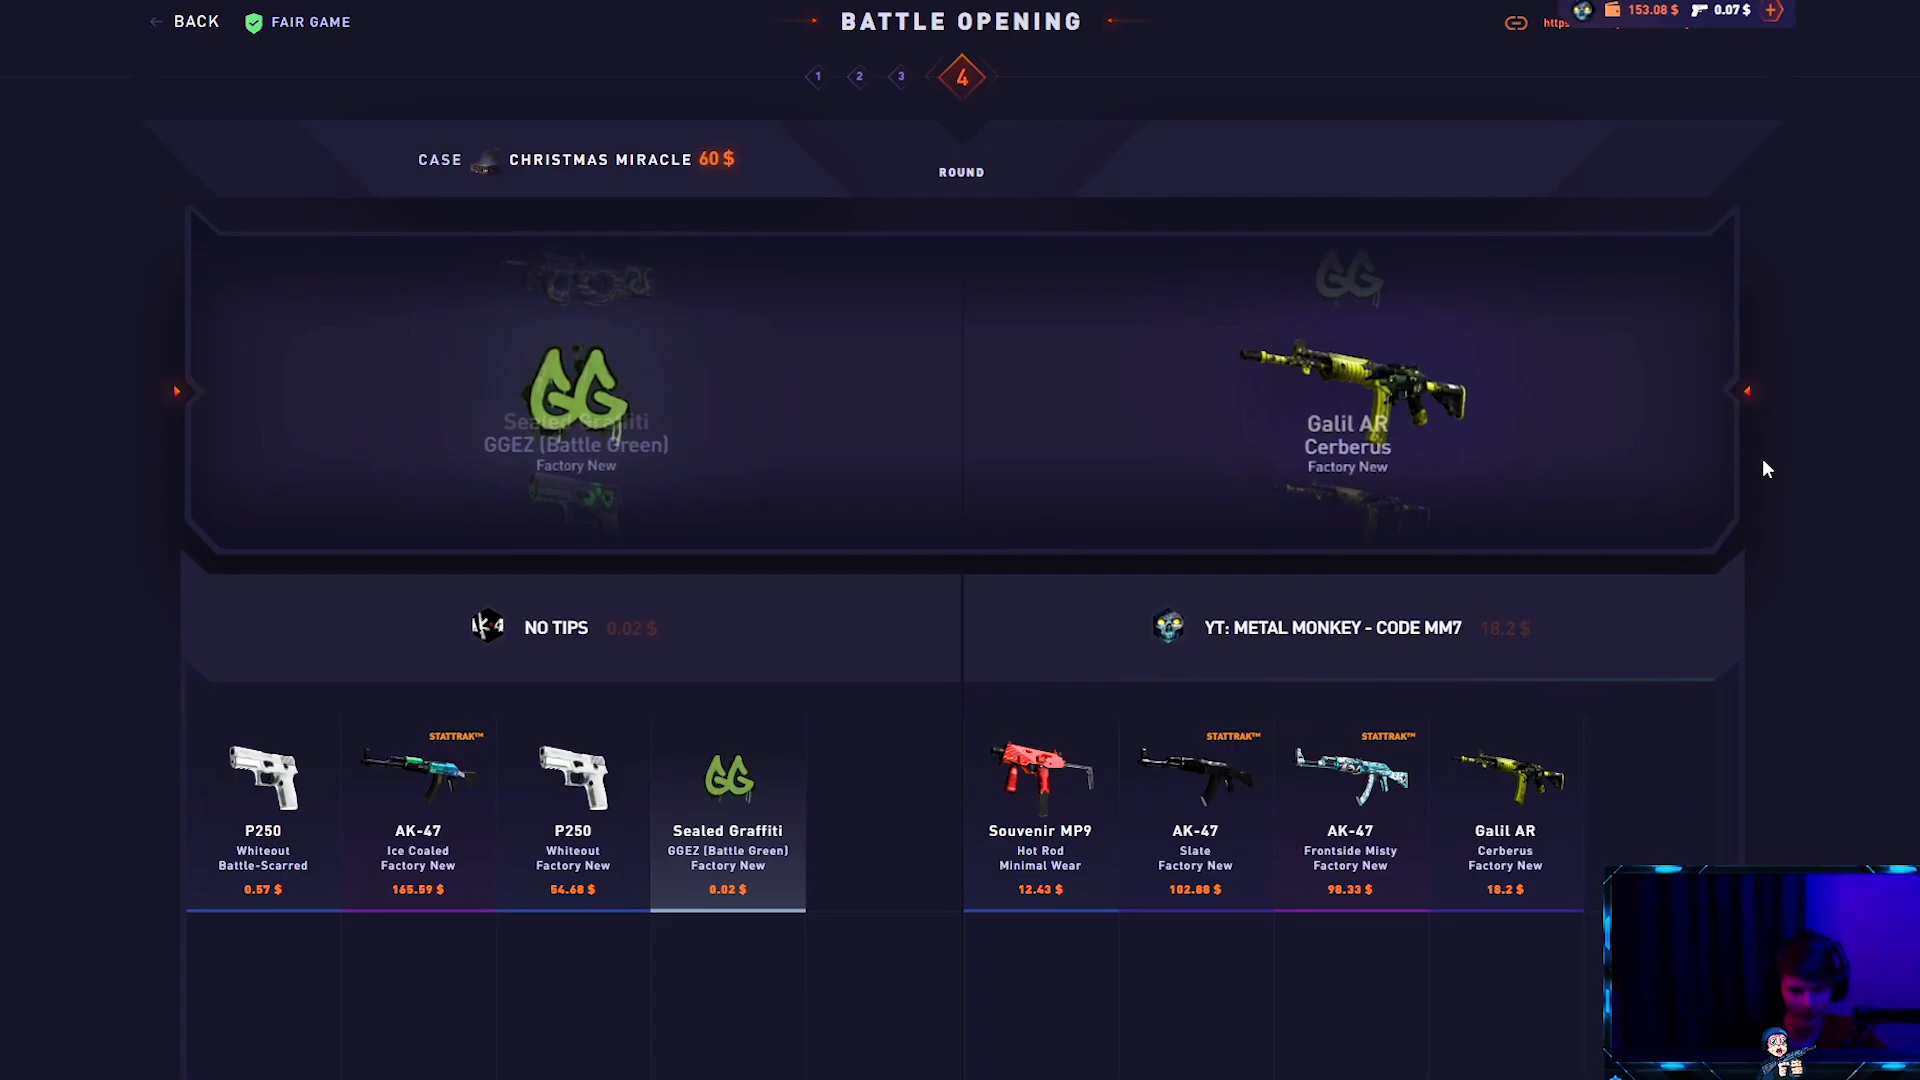 BACK
FAIR GAME
BATTLE OPENING
https
153.08 $
0.07 $
1
2
3
4
CASE CHRISTMAS MIRACLE 60 $
ROUND
Sealed Graffiti
GGEZ (Battle Green)
Factory New
Galil AR
Cerberus
Factory New
NO TIPS 0.02 $
YT: METAL MONKEY - CODE MM7 18.2 $
P250
Whiteout
Battle-Scarred
0.57 $
STATTRAK™
AK-47
Ice Coaled
Factory New
165.59 $
P250
Whiteout
Factory New
54.68 $
GG
Sealed Graffiti
GGEZ (Battle Green)
Factory New
0.02 $
Souvenir MP9
Hot Rod
Minimal Wear
12.43 $
STATTRAK™
AK-47
Slate
Factory New
102.88 $
STATTRAK™
AK-47
Frontside Misty
Factory New
98.33 $
Galil AR
Cerberus
Factory New
18.2 $